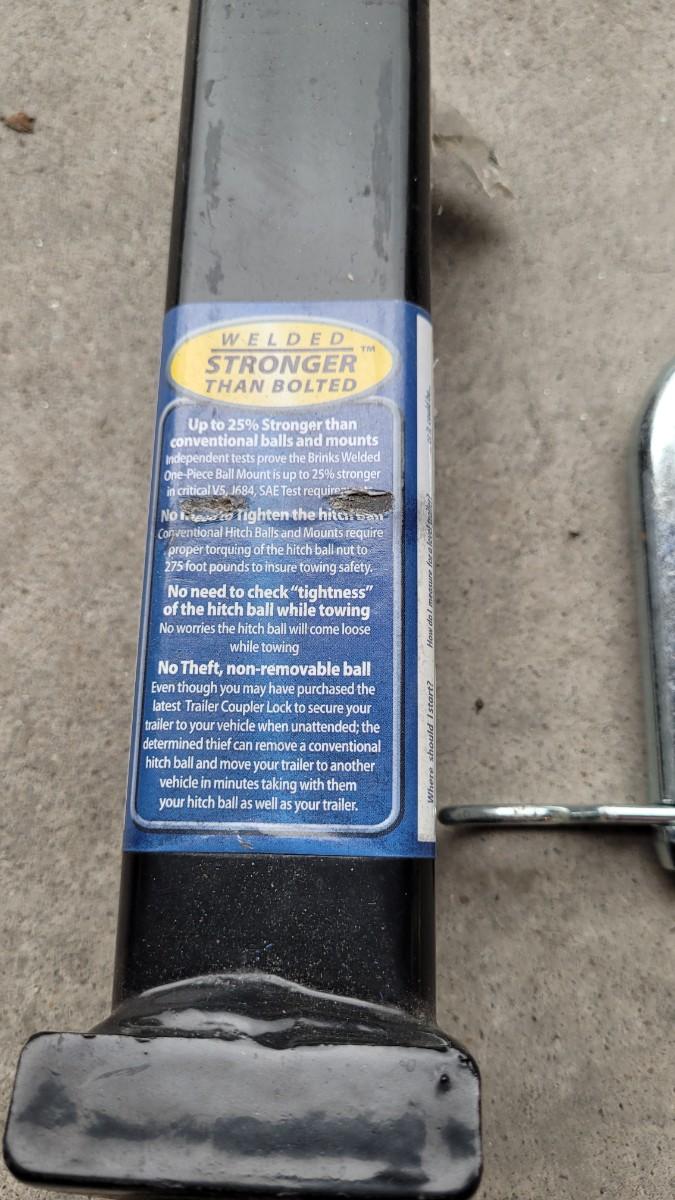 WELDED
STRONGER™
THAN BOLTED
Up to 25% Stronger than
conventional balls and mounts
Independent tests prove the Brinks Welded
One-Piece Ball Mount is up to 25% stronger
in critical V5, J684, SAE Test
No to Tighten the hitch ball
Conventional Hitch Balls and Mounts require
proper torquing of the hitch ball nut to
275 foot pounds to insure towing safety.
No need to check “tightness”
of the hitch ball while towing
No worries the hitch ball will come loose
while towing
No Theft, non-removable ball
Even though you may have purchased the
latest Trailer Coupler Lock to secure your
trailer to your vehicle when unattended; the
determined thief can remove a conventional
hitch ball and move your trailer to another
vehicle in minutes taking with them
your hitch ball as well as your trailer.
Where should I start? How do I measure for a level trailer?